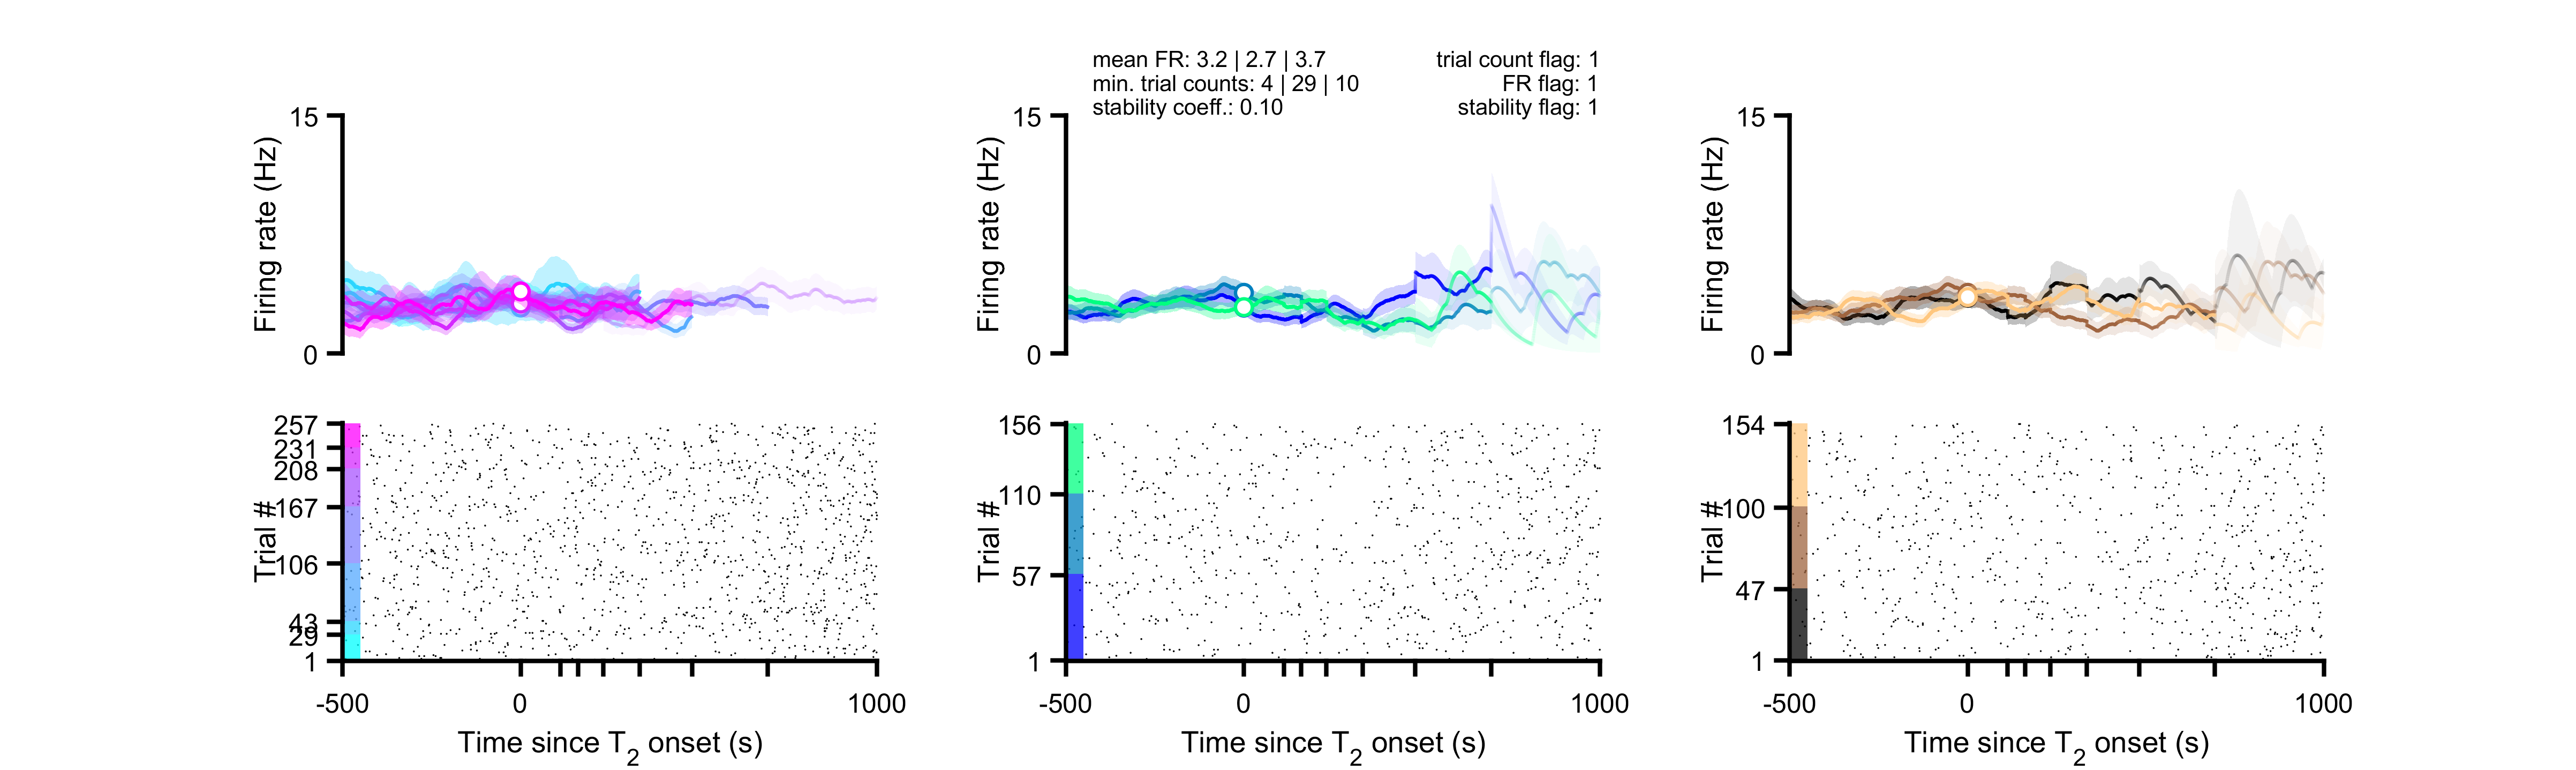 mean FR: 3.2 | 2.7 | 3.7
min. trial counts: 4 | 29 | 10
stability coeff.: 0.10
trial count flag: 1
FR flag: 1
stability flag: 1
Firing rate (Hz)
15
0
Firing rate (Hz)
15
0
Firing rate (Hz)
15
0
Trial #
257
231
208
167
106
43
29
1
-500
0
1000
Time since T2 onset (s)
Trial #
156
110
57
1
-500
0
1000
Time since T2 onset (s)
Trial #
154
100
47
1
-500
0
1000
Time since T2 onset (s)